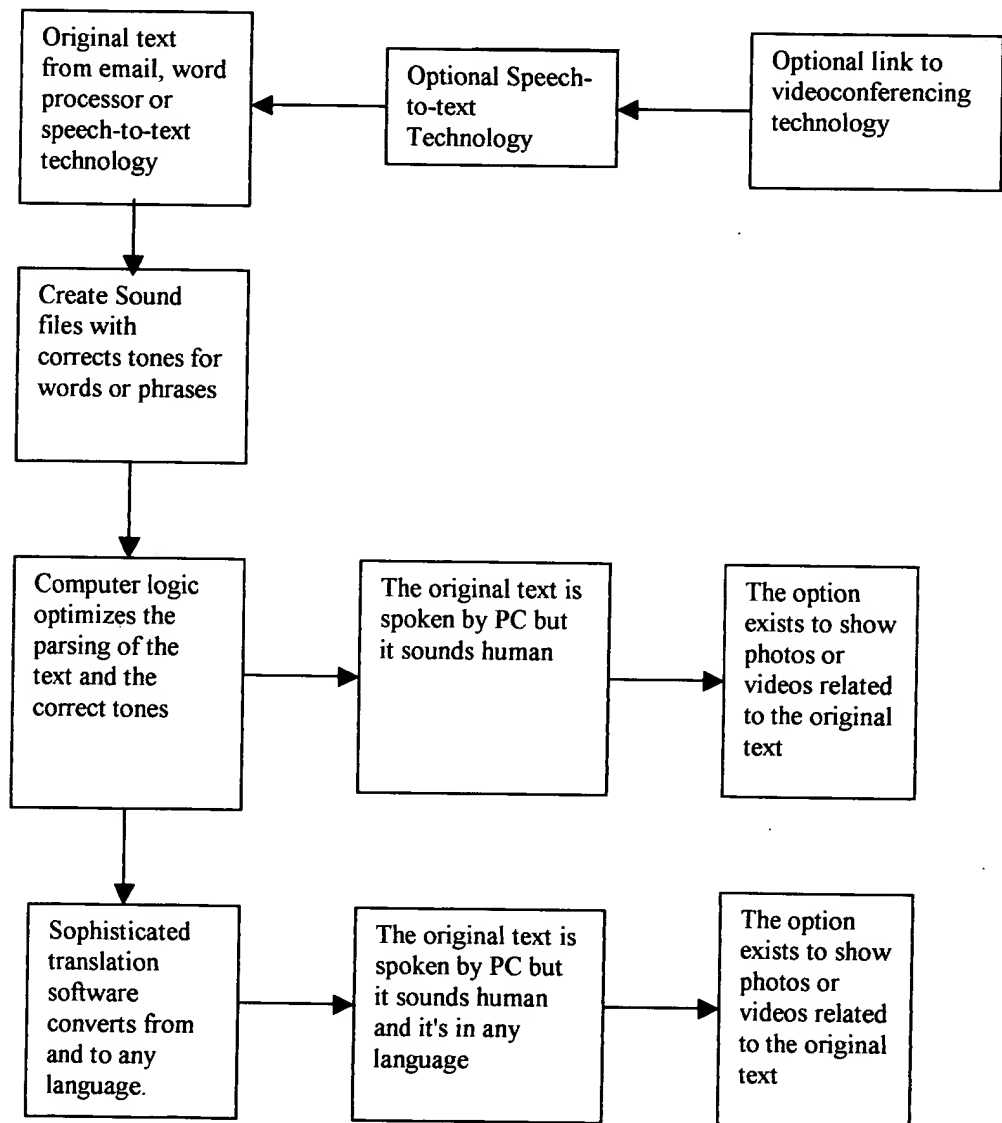 Original text
from email, word
processor or
speech-to-text
technology
Optional Speech-
to-text
Technology
Optional link to
videoconferencing
technology
Create Sound
files with
corrects tones for
words or phrases
Computer logic
optimizes the
parsing of the
text and the
correct tones
The original text is
spoken by PC but
it sounds human
The option
exists to show
photos or
videos related
to the original
text
Sophisticated
translation
software
converts from
and to any
language.
The original text is
spoken by PC but
it sounds human
and it's in any
language
The option
exists to show
photos or
videos related
to the original
text